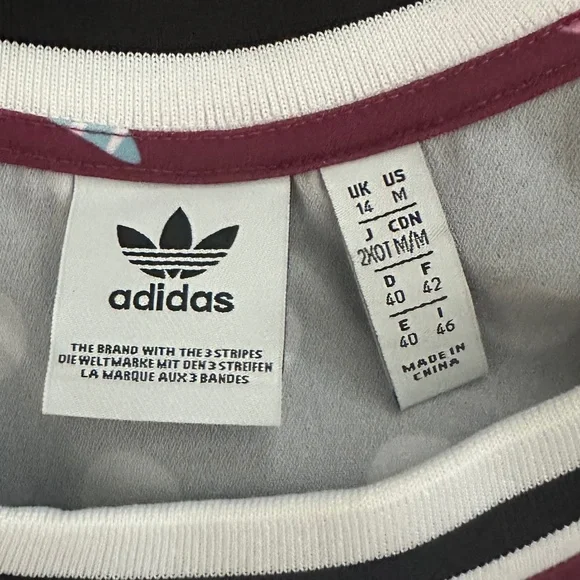 adidas
THE BRAND WITH THE 3 STRIPES
DIE WELTMARKE MIT DEN 3 STREIFEN
LA MARQUE AUX 3 BANDES
UK US
14 M
J CDN
2XOT M/M
D F
40 42
E I
40 46
MADE IN
CHINA